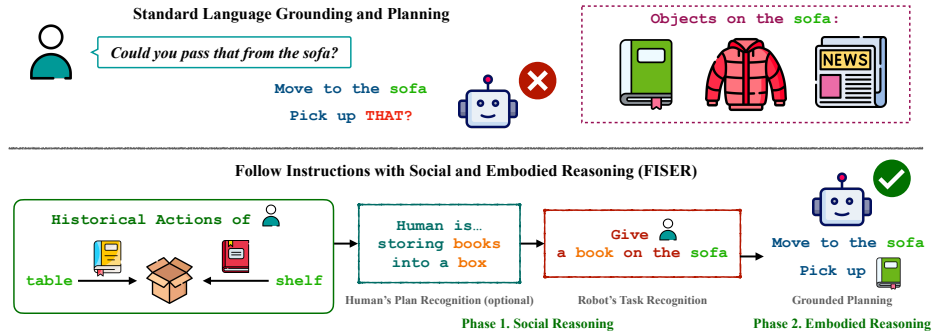 Standard Language Grounding and Planning
Could you pass that from the sofa?
Move to the sofa
Pick up THAT?
Objects on the sofa:
NEWS
Follow Instructions with Social and Embodied Reasoning (FISER)
Historical Actions of
table
shelf
Human is…
storing books
into a box
Human's Plan Recognition (optional)
Give
a book on the sofa
Robot's Task Recognition
Move to the sofa
Pick up
Grounded Planning
Phase 1. Social Reasoning
Phase 2. Embodied Reasoning